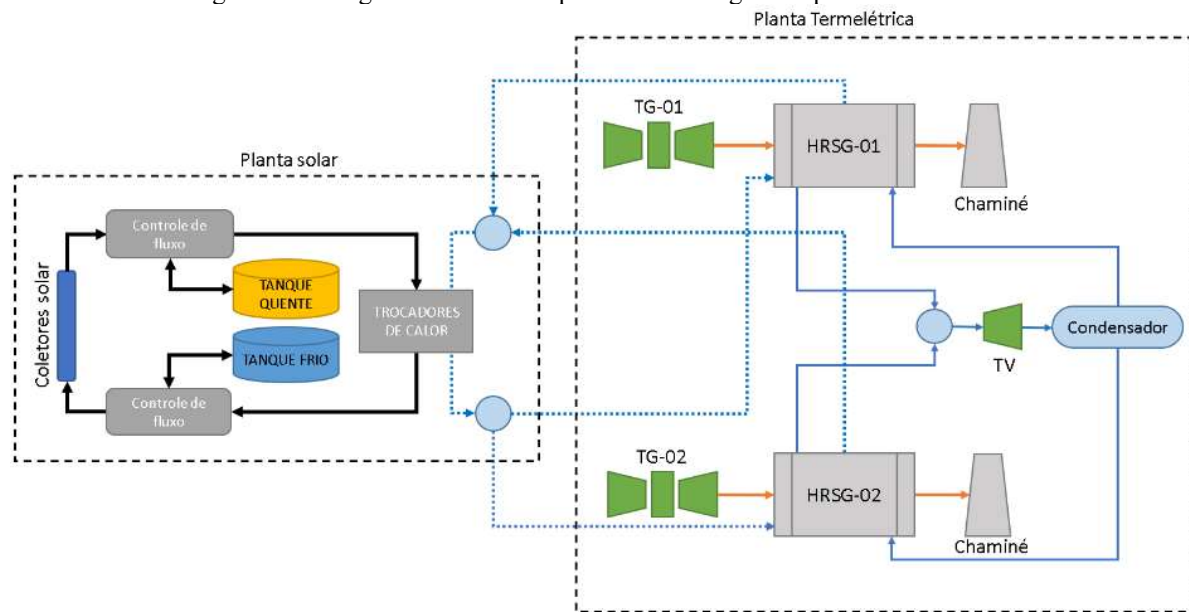 Planta Termelétrica
TG-01
HRSG-01
Chaminé
Planta solar
Controle de
fluxo
Coletores solar
TANQUE
QUENTE
TROCADORES
DE CALOR
TANQUE FRIO
Controle de
fluxo
TV
Condensador
TG-02
HRSG-02
Chaminé